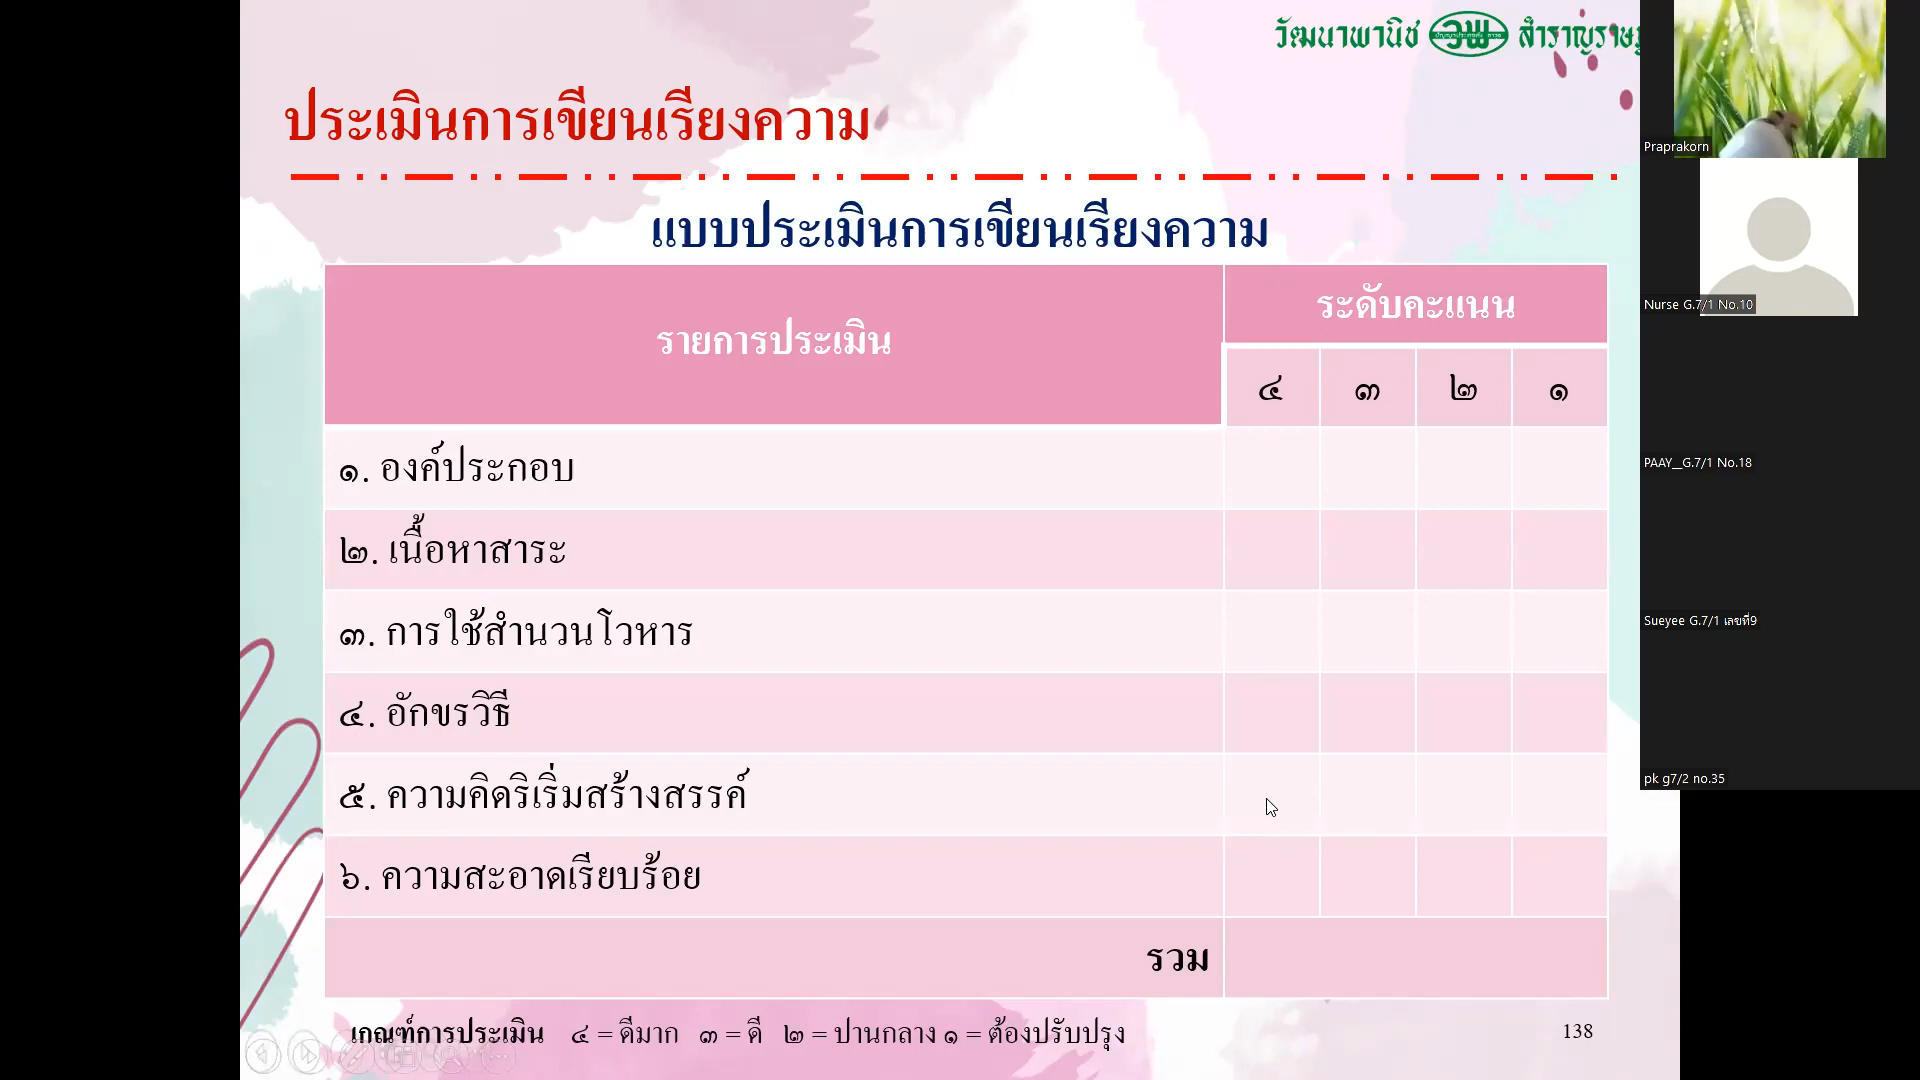 วัฒนาพานิช วพ สำราญราษฎ
ประเมินการเขียนเรียงความ
แบบประเมินการเขียนเรียงความ
รายการประเมิน
ระดับคะแนน
๔ ๓ ๒ ๑
๑. องค์ประกอบ
๒. เนื้อหาสาระ
๓. การใช้สำนวนโวหาร
๔. อักขรวิธี
๕. ความคิดริเริ่มสร้างสรรค์
๖. ความสะอาดเรียบร้อย
รวม
เกณฑ์การประเมิน ๔ = ดีมาก ๓ = ดี ๒ = ปานกลาง ๑ = ต้องปรับปรุง
138
Praprakorn
Nurse G.7/1 No.10
PAAY__G.7/1 No.18
Sueyee G.7/1 เลขที่9
pk g7/2 no.35